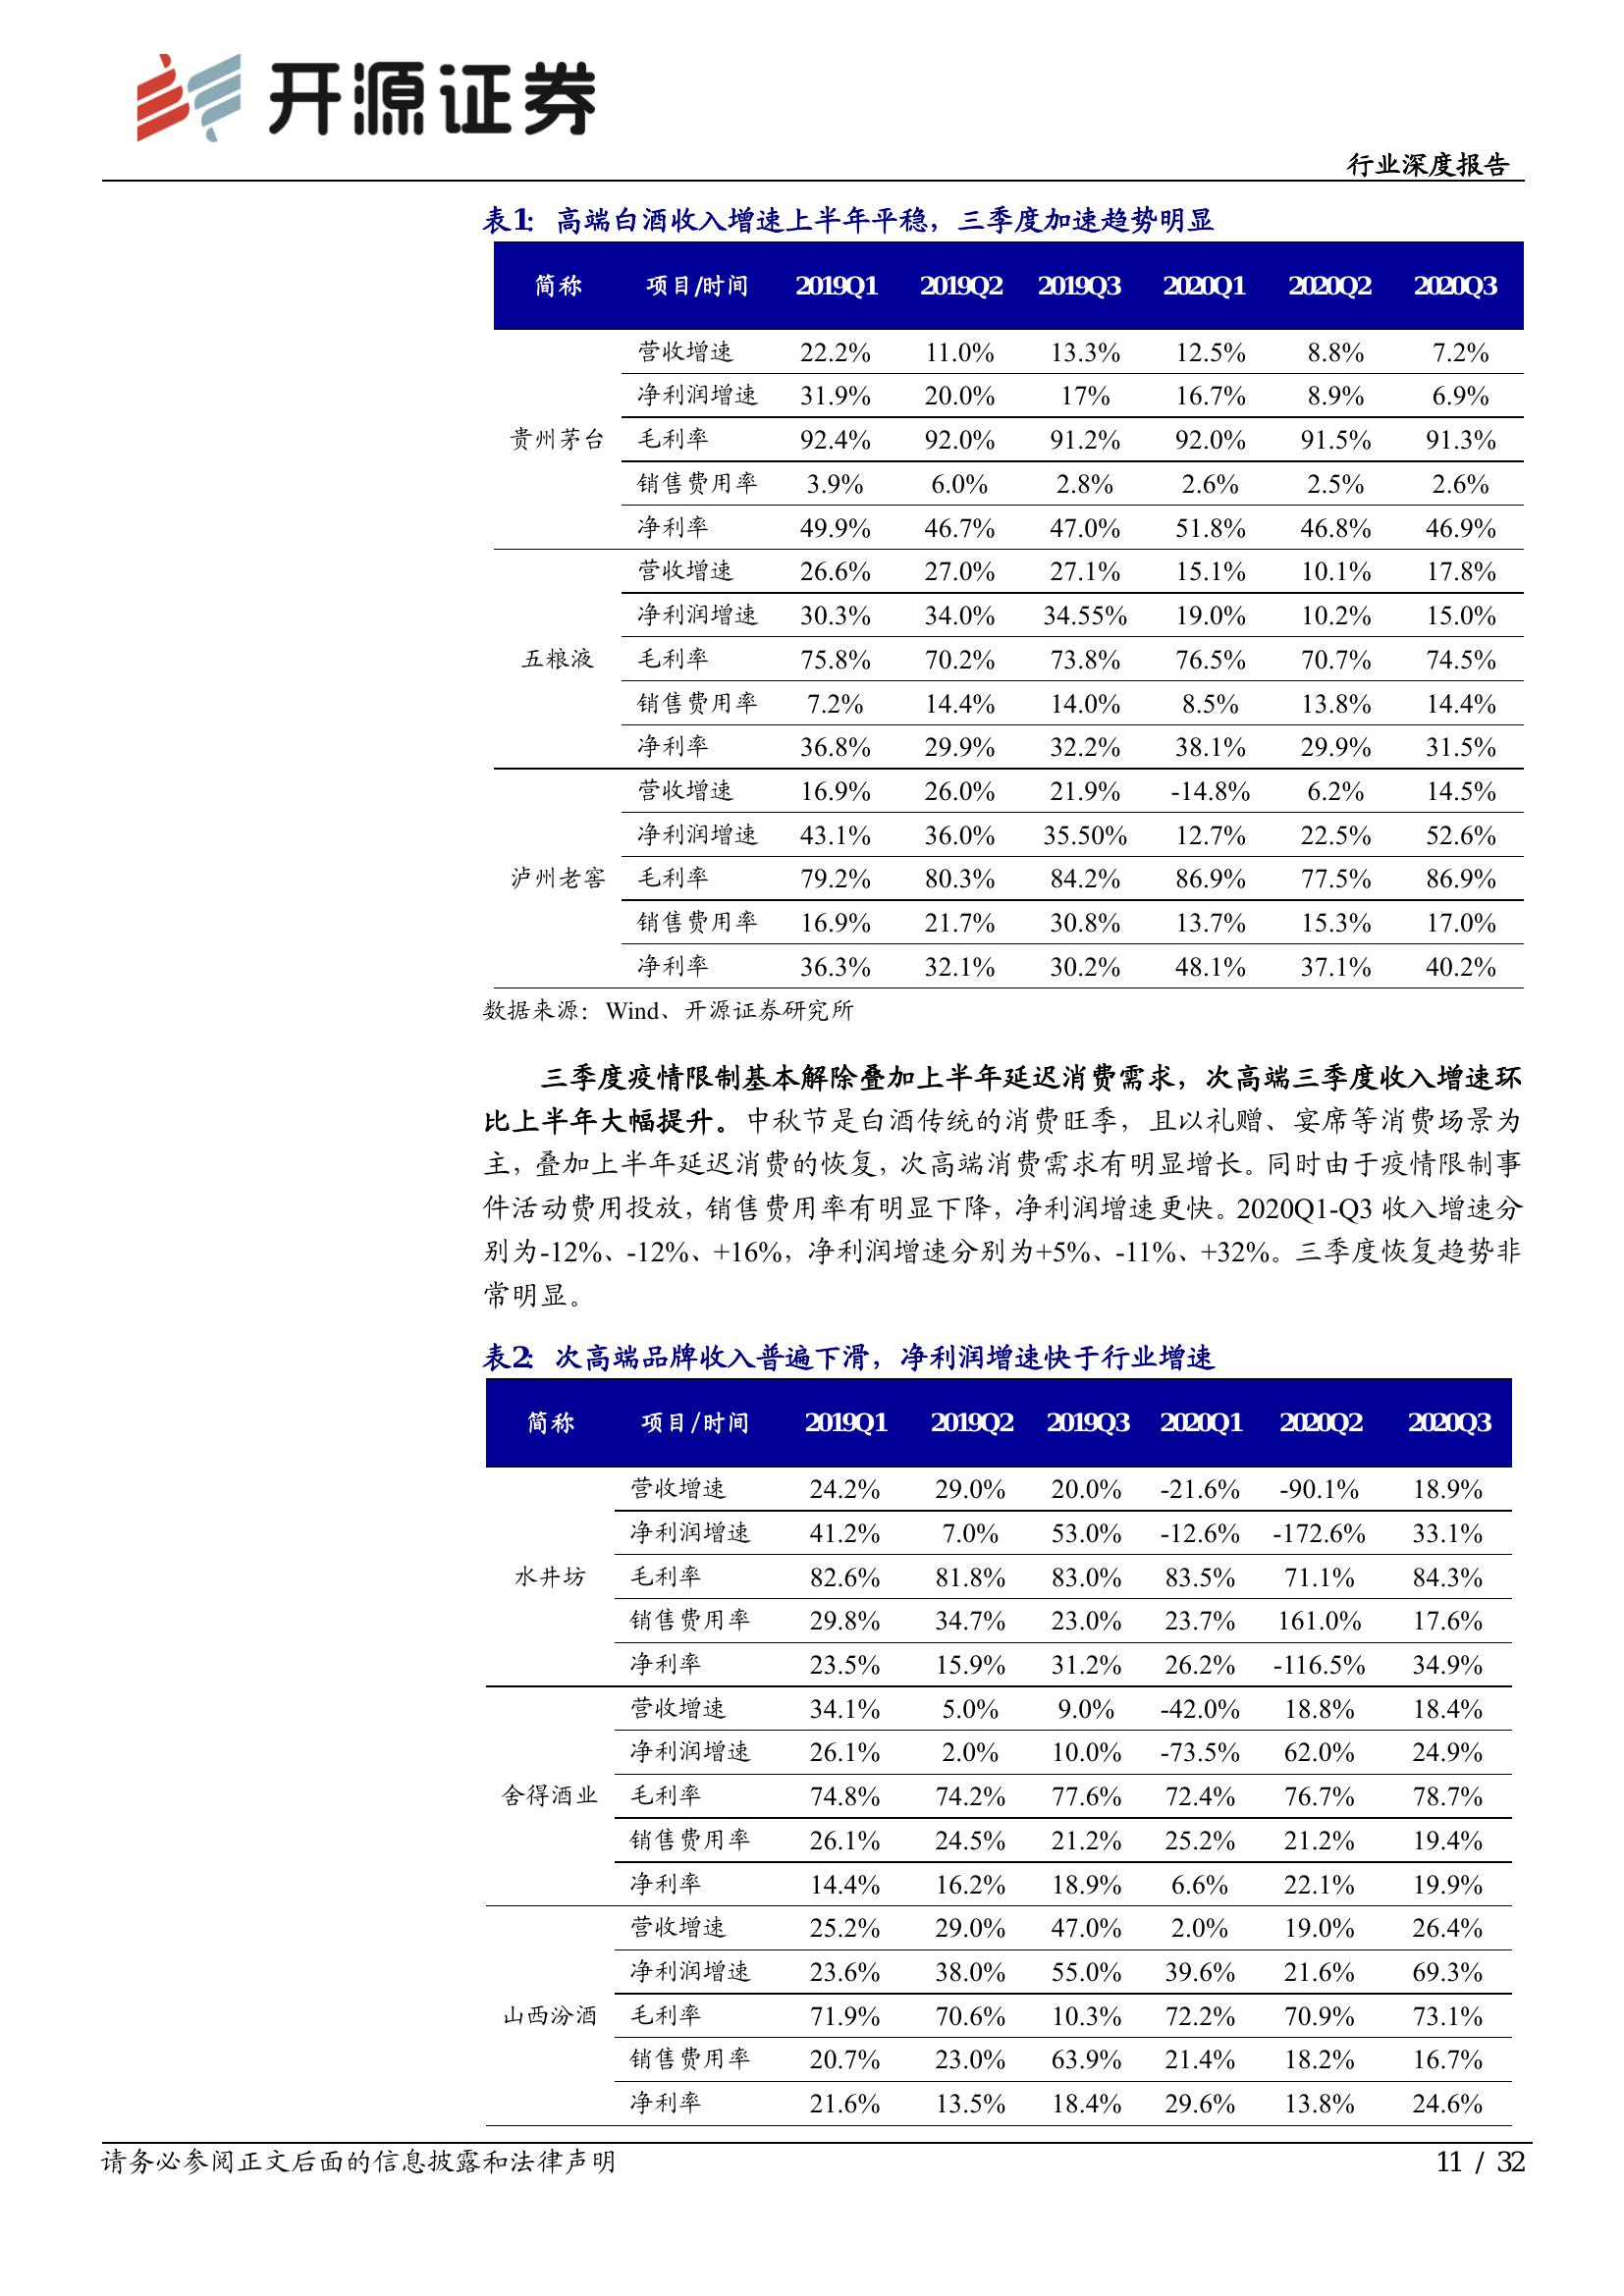 开源证券
行业深度报告
表1: 高端白酒收入增速上半年平稳，三季度加速趋势明显
简称 项目/时间 2019Q1 2019Q2 2019Q3 2020Q1 2020Q2 2020Q3
营收增速 22.2% 11.0% 13.3% 12.5% 8.8% 7.2%
净利润增速 31.9% 20.0% 17% 16.7% 8.9% 6.9%
贵州茅台 毛利率 92.4% 92.0% 91.2% 92.0% 91.5% 91.3%
销售费用率 3.9% 6.0% 2.8% 2.6% 2.5% 2.6%
净利率 49.9% 46.7% 47.0% 51.8% 46.8% 46.9%
营收增速 26.6% 27.0% 27.1% 15.1% 10.1% 17.8%
净利润增速 30.3% 34.0% 34.55% 19.0% 10.2% 15.0%
五粮液 毛利率 75.8% 70.2% 73.8% 76.5% 70.7% 74.5%
销售费用率 7.2% 14.4% 14.0% 8.5% 13.8% 14.4%
净利率 36.8% 29.9% 32.2% 38.1% 29.9% 31.5%
营收增速 16.9% 26.0% 21.9% -14.8% 6.2% 14.5%
净利润增速 43.1% 36.0% 35.50% 12.7% 22.5% 52.6%
泸州老窖 毛利率 79.2% 80.3% 84.2% 86.9% 77.5% 86.9%
销售费用率 16.9% 21.7% 30.8% 13.7% 15.3% 17.0%
净利率 36.3% 32.1% 30.2% 48.1% 37.1% 40.2%
数据来源：Wind、开源证券研究所
三季度疫情限制基本解除叠加上半年延迟消费需求，次高端三季度收入增速环
比上半年大幅提升。中秋节是白酒传统的消费旺季，且以礼赠、宴席等消费场景为
主，叠加上半年延迟消费的恢复，次高端消费需求有明显增长。同时由于疫情限制事
件活动费用投放，销售费用率有明显下降，净利润增速更快。2020Q1-Q3 收入增速分
别为-12%、-12%、+16%，净利润增速分别为+5%、-11%、+32%。三季度恢复趋势非
常明显。
表2: 次高端品牌收入普遍下滑，净利润增速快于行业增速
简称 项目/时间 2019Q1 2019Q2 2019Q3 2020Q1 2020Q2 2020Q3
营收增速 24.2% 29.0% 20.0% -21.6% -90.1% 18.9%
净利润增速 41.2% 7.0% 53.0% -12.6% -172.6% 33.1%
水井坊 毛利率 82.6% 81.8% 83.0% 83.5% 71.1% 84.3%
销售费用率 29.8% 34.7% 23.0% 23.7% 161.0% 17.6%
净利率 23.5% 15.9% 31.2% 26.2% -116.5% 34.9%
营收增速 34.1% 5.0% 9.0% -42.0% 18.8% 18.4%
净利润增速 26.1% 2.0% 10.0% -73.5% 62.0% 24.9%
舍得酒业 毛利率 74.8% 74.2% 77.6% 72.4% 76.7% 78.7%
销售费用率 26.1% 24.5% 21.2% 25.2% 21.2% 19.4%
净利率 14.4% 16.2% 18.9% 6.6% 22.1% 19.9%
营收增速 25.2% 29.0% 47.0% 2.0% 19.0% 26.4%
净利润增速 23.6% 38.0% 55.0% 39.6% 21.6% 69.3%
山西汾酒 毛利率 71.9% 70.6% 10.3% 72.2% 70.9% 73.1%
销售费用率 20.7% 23.0% 63.9% 21.4% 18.2% 16.7%
净利率 21.6% 13.5% 18.4% 29.6% 13.8% 24.6%
请务必参阅正文后面的信息披露和法律声明 11 / 32